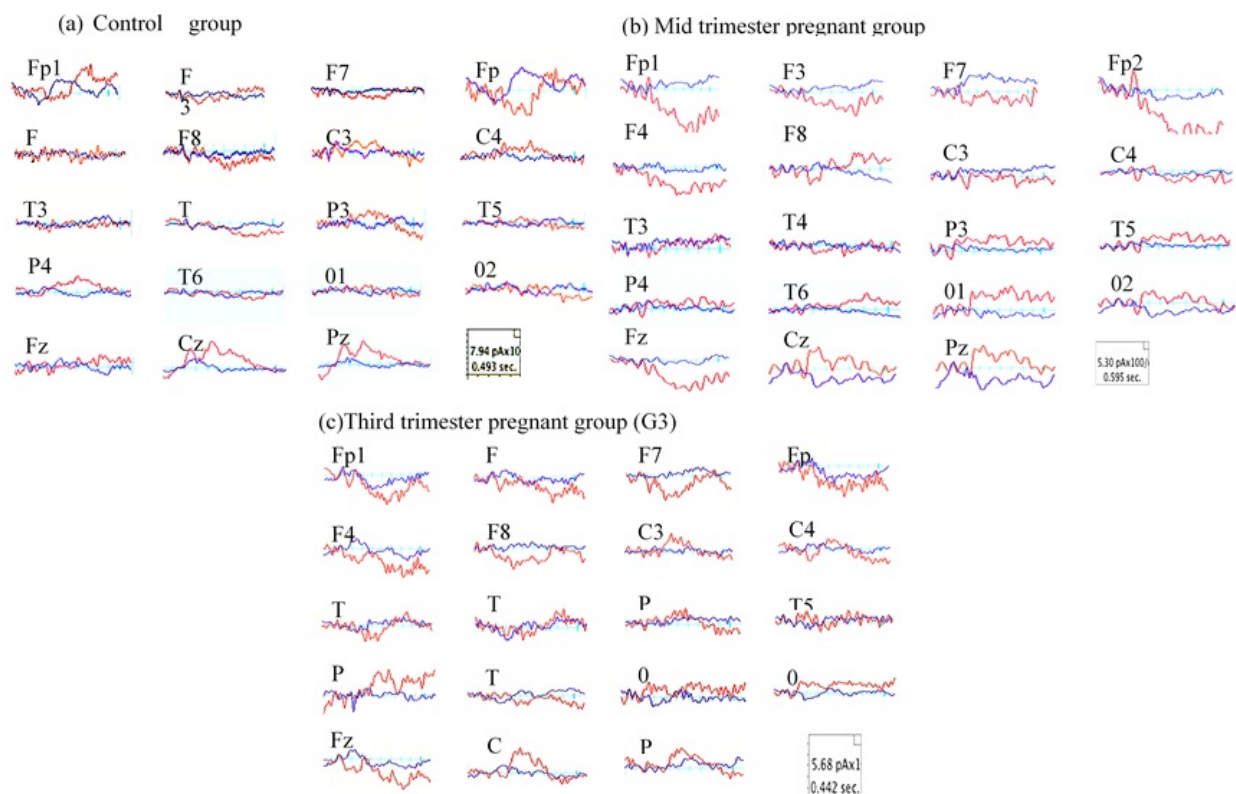 (a) Control group
Fp1 F 3 F7 Fp
F F8 C3 C4
T3 T P3 T5
P4 T6 01 02
Fz Cz Pz
7.94 pAx10
0.493 sec.
(b) Mid trimester pregnant group
Fp1 F3 F7 Fp2
F4 F8 C3 C4
T3 T4 P3 T5
P4 T6 01 02
Fz Cz Pz
5.30 pAx100/
0.595 sec.
(c)Third trimester pregnant group (G3)
Fp1 F F7 Fp
F4 F8 C3 C4
T T P T5
P T 0 0
Fz C P
5.68 pAx1
0.442 sec.